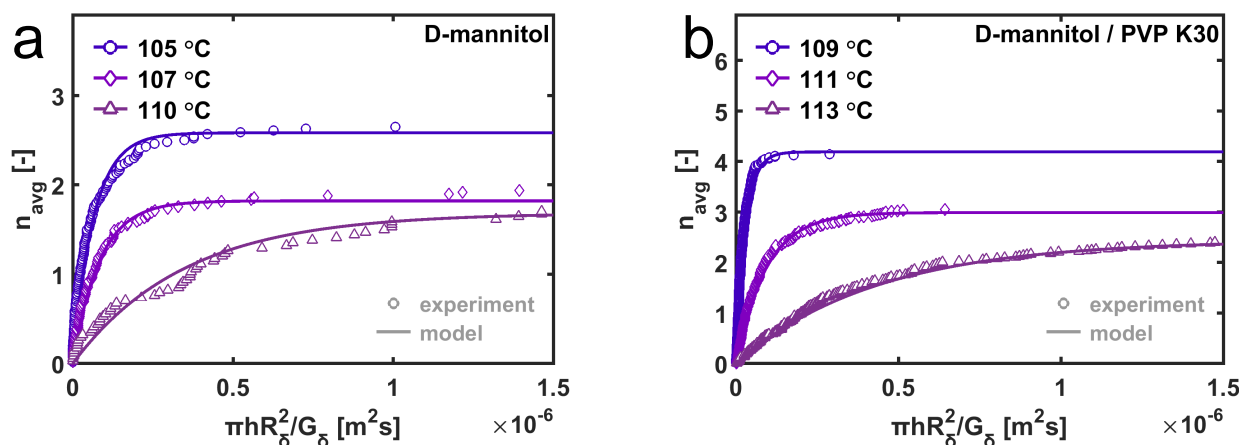 a
D-mannitol
105 °C
107 °C
110 °C
3
2
1
0
n_avg [-]
experiment
model
0 0.5 1 1.5
×10^-6
πhR_δ^2/G_δ [m^2s]
b
D-mannitol / PVP K30
109 °C
111 °C
113 °C
6
5
4
3
2
1
0
n_avg [-]
experiment
model
0 0.5 1 1.5
×10^-6
πhR_δ^2/G_δ [m^2s]